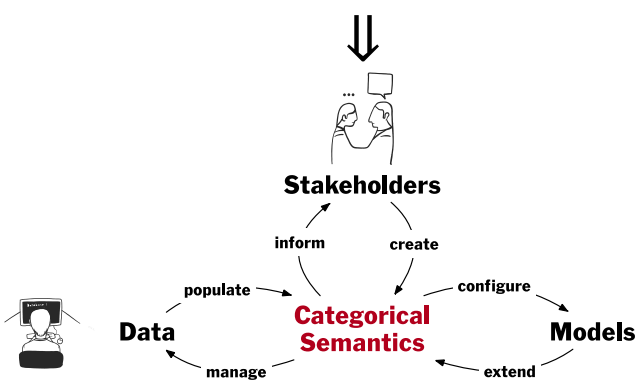 ...
Stakeholders
inform
create
populate
configure
Categorical
Semantics
Data
Models
manage
extend